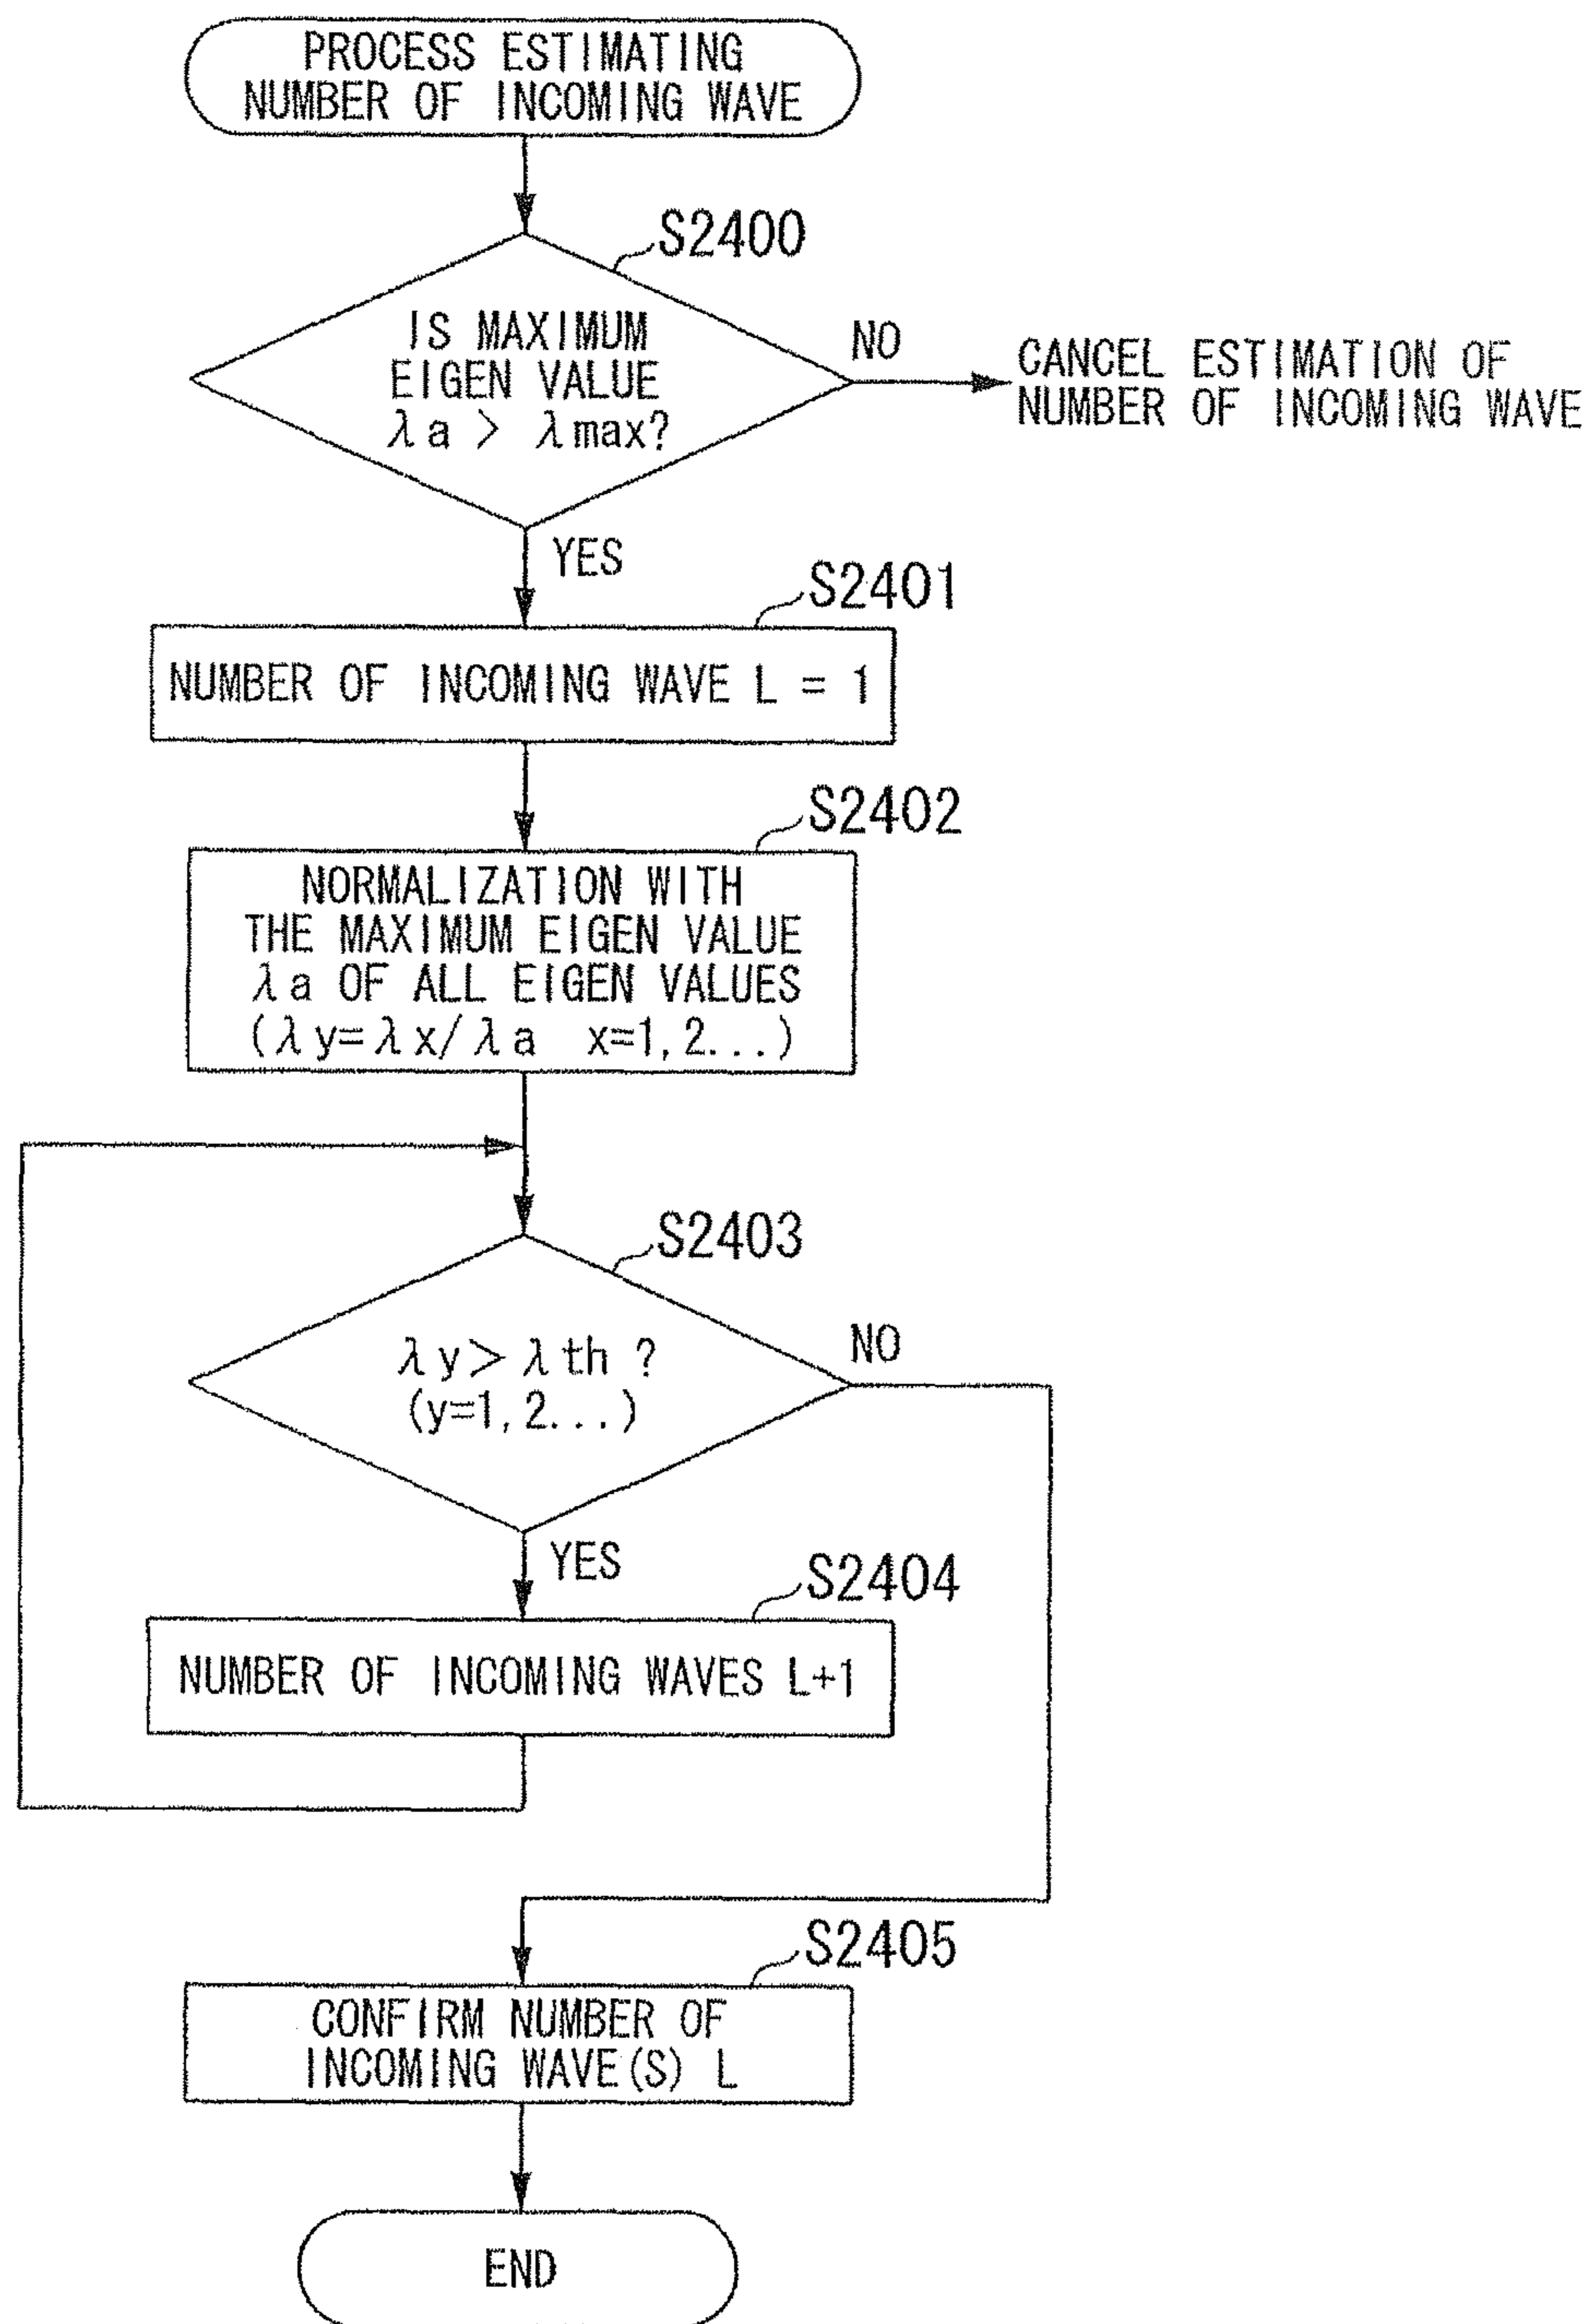 PROCESS ESTIMATING
NUMBER OF INCOMING WAVE
S2400
IS MAXIMUM
EIGEN VALUE
λa > λmax?
NO
CANCEL ESTIMATION OF
NUMBER OF INCOMING WAVE
YES
S2401
NUMBER OF INCOMING WAVE L = 1
S2402
NORMALIZATION WITH
THE MAXIMUM EIGEN VALUE
λa OF ALL EIGEN VALUES
(λy=λx/λa x=1,2...)
S2403
λy>λth ?
(y=1,2...)
NO
YES
S2404
NUMBER OF INCOMING WAVES L+1
S2405
CONFIRM NUMBER OF
INCOMING WAVE(S) L
END